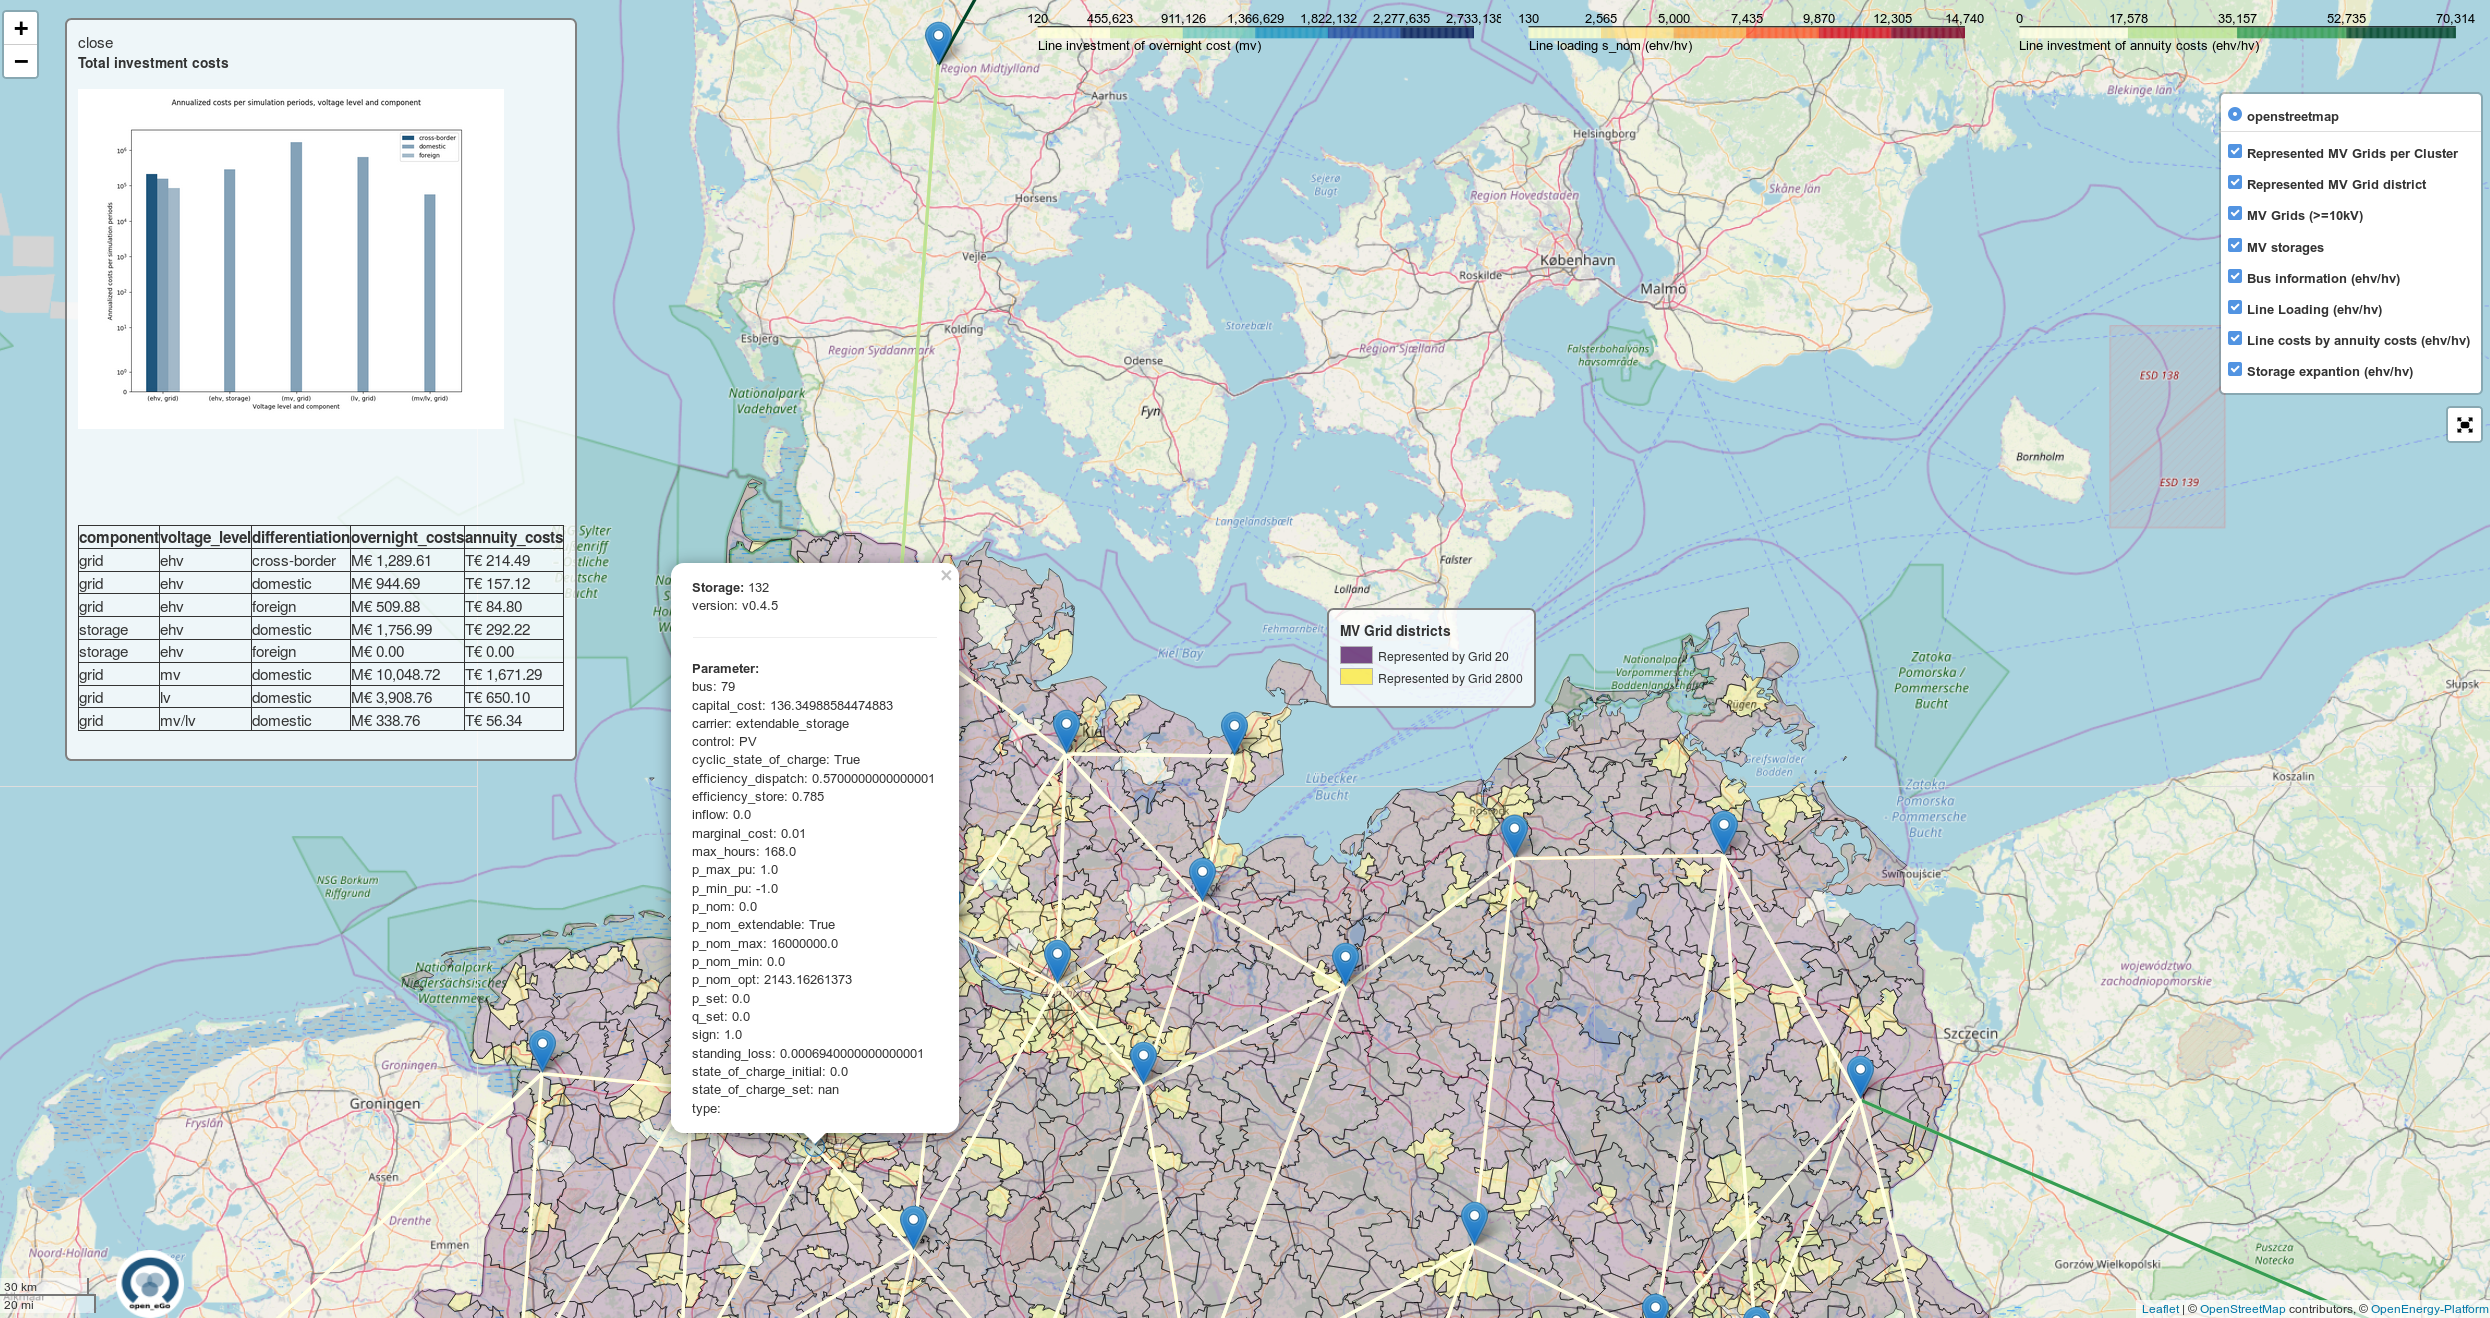 +
−
close
Total investment costs
Annualized costs per simulation periods, voltage level and component
cross-border
domestic
foreign
10⁶
10⁵
10⁴
10³
10²
10¹
10⁰
0
Annualized costs per simulation periods
(ehv, grid)
(ehv, storage)
(mv, grid)
(lv, grid)
(mv/lv, grid)
Voltage level and component
component voltage_level differentiation overnight_costs annuity_costs
grid ehv cross-border M€ 1,289.61 T€ 214.49
grid ehv domestic M€ 944.69 T€ 157.12
grid ehv foreign M€ 509.88 T€ 84.80
storage ehv domestic M€ 1,756.99 T€ 292.22
storage ehv foreign M€ 0.00 T€ 0.00
grid mv domestic M€ 10,048.72 T€ 1,671.29
grid lv domestic M€ 3,908.76 T€ 650.10
grid mv/lv domestic M€ 338.76 T€ 56.34
120 455,623 911,126 1,366,629 1,822,132 2,277,635 2,733,138
Line investment of overnight cost (mv)
130 2,565 5,000 7,435 9,870 12,305 14,740
Line loading s_nom (ehv/hv)
0 17,578 35,157 52,735 70,314
Line investment of annuity costs (ehv/hv)
openstreetmap
Represented MV Grids per Cluster
Represented MV Grid district
MV Grids (>=10kV)
MV storages
Bus information (ehv/hv)
Line Loading (ehv/hv)
Line costs by annuity costs (ehv/hv)
Storage expantion (ehv/hv)
Storage: 132
version: v0.4.5
Parameter:
bus: 79
capital_cost: 136.34988584474883
carrier: extendable_storage
control: PV
cyclic_state_of_charge: True
efficiency_dispatch: 0.5700000000000001
efficiency_store: 0.785
inflow: 0.0
marginal_cost: 0.01
max_hours: 168.0
p_max_pu: 1.0
p_min_pu: -1.0
p_nom: 0.0
p_nom_extendable: True
p_nom_max: 16000000.0
p_nom_min: 0.0
p_nom_opt: 2143.16261373
p_set: 0.0
q_set: 0.0
sign: 1.0
standing_loss: 0.0006940000000000001
state_of_charge_initial: 0.0
state_of_charge_set: nan
type:
×
MV Grid districts
Represented by Grid 20
Represented by Grid 2800
Region Midtjylland
Aarhus
Horsens
Vejle
Kolding
Esbjerg
Region Syddanmark
Nationalpark
Vadehavet
Odense
Fyn
Storebælt
Sejerø
Bugt
Region Hovedstaden
Helsingborg
København
Roskilde
Malmö
Region Sjælland
Skåne län
Blekinge län
Falsterbohalvöns
havsområde
Langelandsbælt
Falster
Lolland
Fehmarnbelt
Kiel Bay
Kiel
Lübecker
Bucht
Rostock
Nationalpark
Vorpommersche
Boddenlandschaft
Rügen
Greifswalder
Bodden
Zatoka
Pomorska /
Pommersche
Bucht
Zatoka
Pomorska
Pommersche
Bucht
Bornholm
ESD 138
ESD 139
Słupsk
Koszalin
Świnoujście
województwo
zachodniopomorskie
Szczecin
Gorzów Wielkopolski
Puszcza
Notecka
NSG Borkum
Riffgrund
Nationalpark
Niedersächsisches
Wattenmeer
Groningen
Groningen
Fryslân
Assen
Drenthe
Emmen
Noord-Holland
30 km
20 mi
open_eGo
Leaflet | © OpenStreetMap contributors, © OpenEnergy-Platform